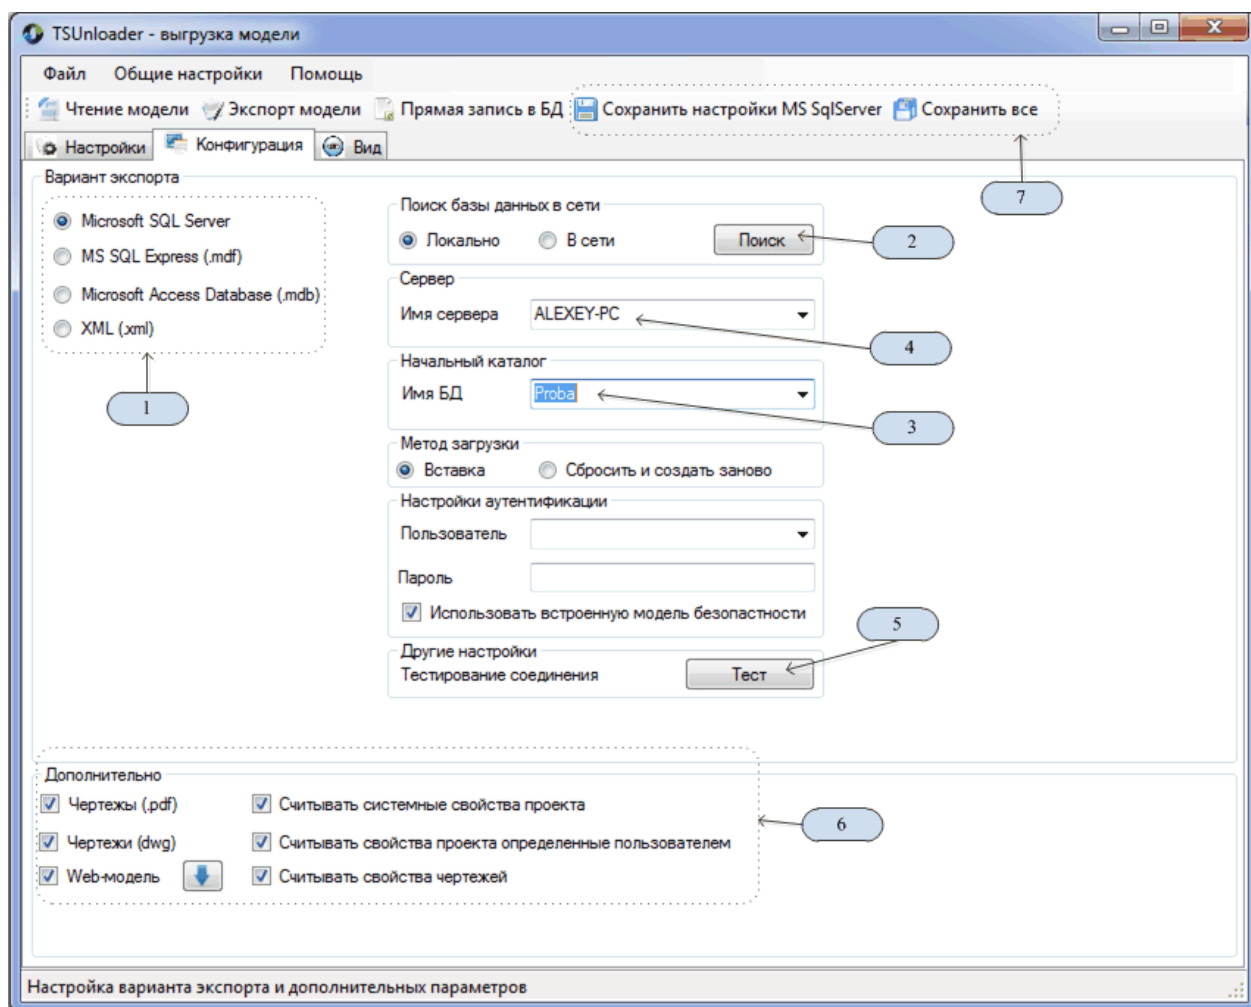 TSUnloader - выгрузка модели
Файл Общие настройки Помощь
Чтение модели Экспорт модели Прямая запись в БД Сохранить настройки MS SqlServer Сохранить все
Настройки Конфигурация Вид
Вариант экспорта
7
Microsoft SQL Server
MS SQL Express (.mdf)
Microsoft Access Database (.mdb)
XML (.xml)
1
Поиск базы данных в сети
Локально В сети Поиск
2
Сервер
Имя сервера ALEXEY-PC
4
Начальный каталог
Имя БД Proba
3
Метод загрузки
Вставка Сбросить и создать заново
Настройки аутентификации
Пользователь
Пароль
Использовать встроенную модель безопастности
5
Другие настройки
Тестирование соединения Тест
Дополнительно
Чертежы (.pdf) Считывать системные свойства проекта
6
Чертежи (dwg) Считывать свойства проекта определенные пользователем
Web-модель Считывать свойства чертежей
Настройка варианта экспорта и дополнительных параметров